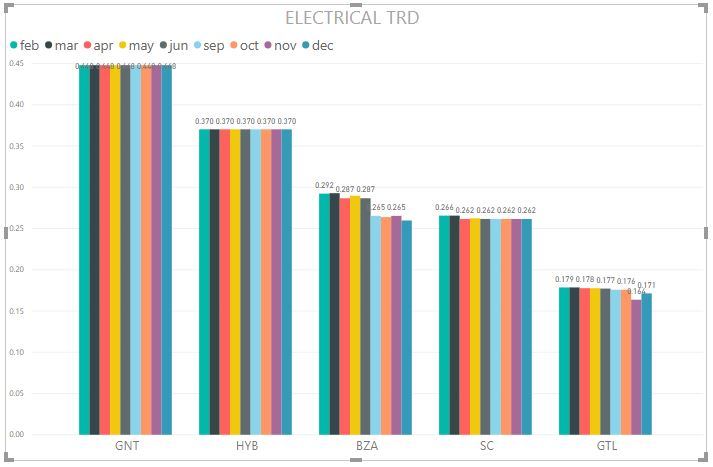 ELECTRICAL TRD
feb mar apr may jun sep oct nov dec
0.45
0.40
0.35
0.30
0.25
0.20
0.15
0.10
0.05
0.00
0.370 0.370 0.370 0.370 0.370
0.292 0.287 0.287 0.265 0.265
0.266 0.262 0.262 0.262 0.262
0.179 0.178 0.177 0.176 0.164 0.171
GNT HYB BZA SC GTL